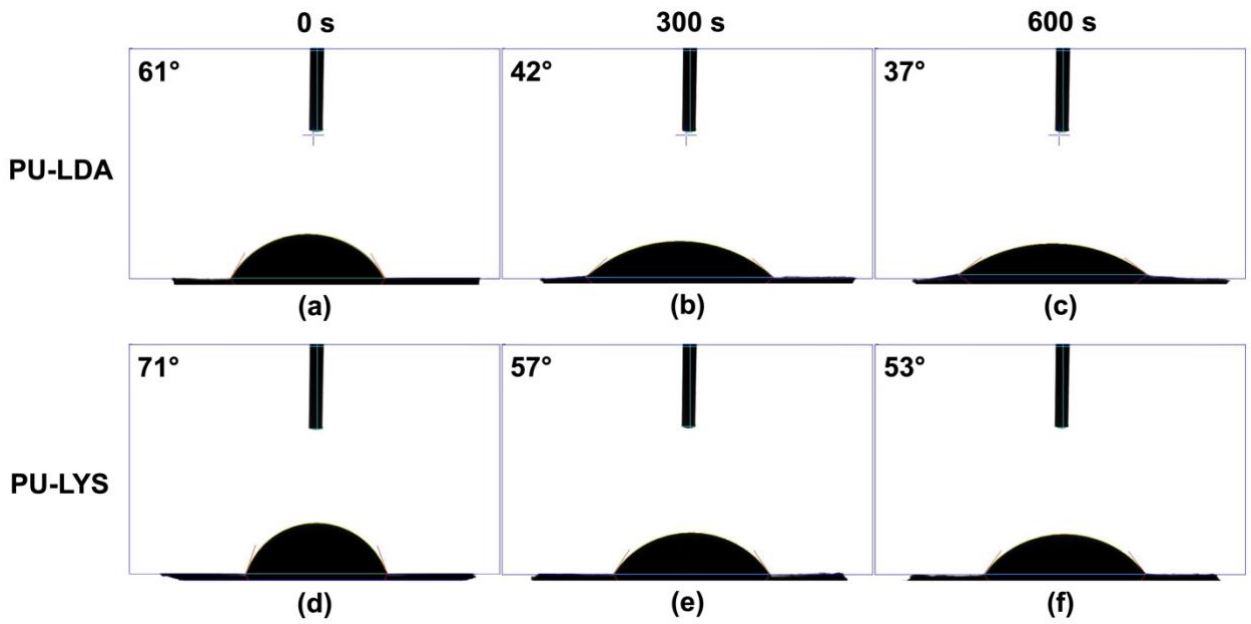 0 s 300 s 600 s
61° 42° 37°
PU-LDA
(a) (b) (c)
71° 57° 53°
PU-LYS
(d) (e) (f)